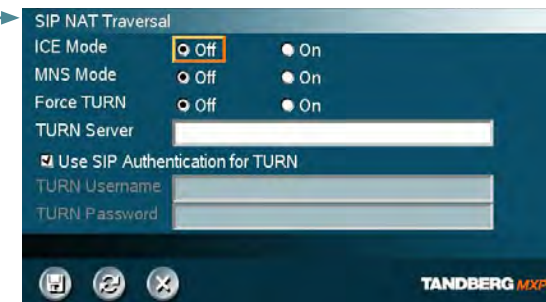 SIP NAT Traversal
ICE Mode Off On
MNS Mode Off On
Force TURN Off On
TURN Server
Use SIP Authentication for TURN
TURN Username
TURN Password
TANDBERG MXP